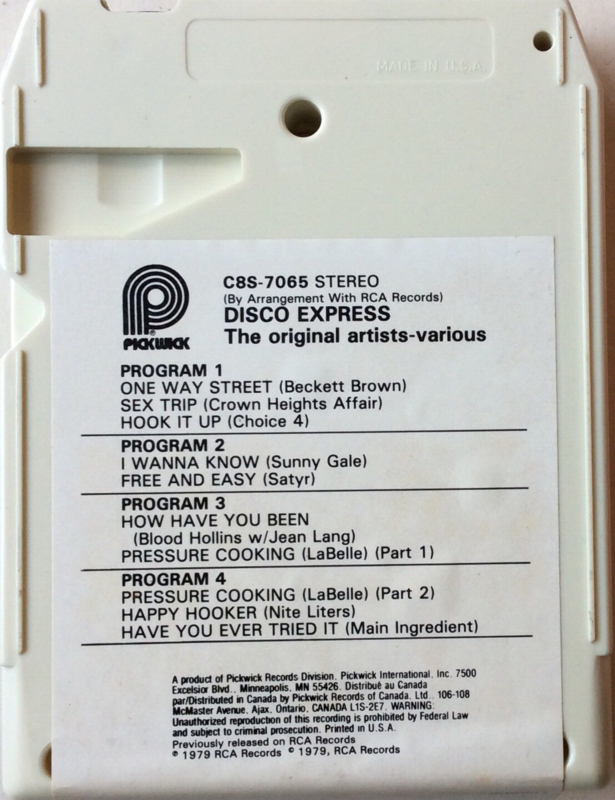 MADE IN U.S.A.
PICKWICK
®
C8S-7065 STEREO
(By Arrangement With RCA Records)
DISCO EXPRESS
The original artists-various
PROGRAM 1
ONE WAY STREET (Beckett Brown)
SEX TRIP (Crown Heights Affair)
HOOK IT UP (Choice 4)
PROGRAM 2
I WANNA KNOW (Sunny Gale)
FREE AND EASY (Satyr)
PROGRAM 3
HOW HAVE YOU BEEN
(Blood Hollins w/Jean Lang)
PRESSURE COOKING (LaBelle) (Part 1)
PROGRAM 4
PRESSURE COOKING (LaBelle) (Part 2)
HAPPY HOOKER (Nite Liters)
HAVE YOU EVER TRIED IT (Main Ingredient)
A product of Pickwick Records Division, Pickwick International, Inc. 7500
Excelsior Blvd., Minneapolis, MN 55426. Distribué au Canada
par/Distributed in Canada by Pickwick Records of Canada, Ltd., 106-108
McMaster Avenue, Ajax, Ontario, CANADA L1S-2E7. WARNING:
Unauthorized reproduction of this recording is prohibited by Federal Law
and subject to criminal prosecution. Printed in U.S.A.
Previously released on RCA Records
℗ 1979 RCA Records © 1979, RCA Records